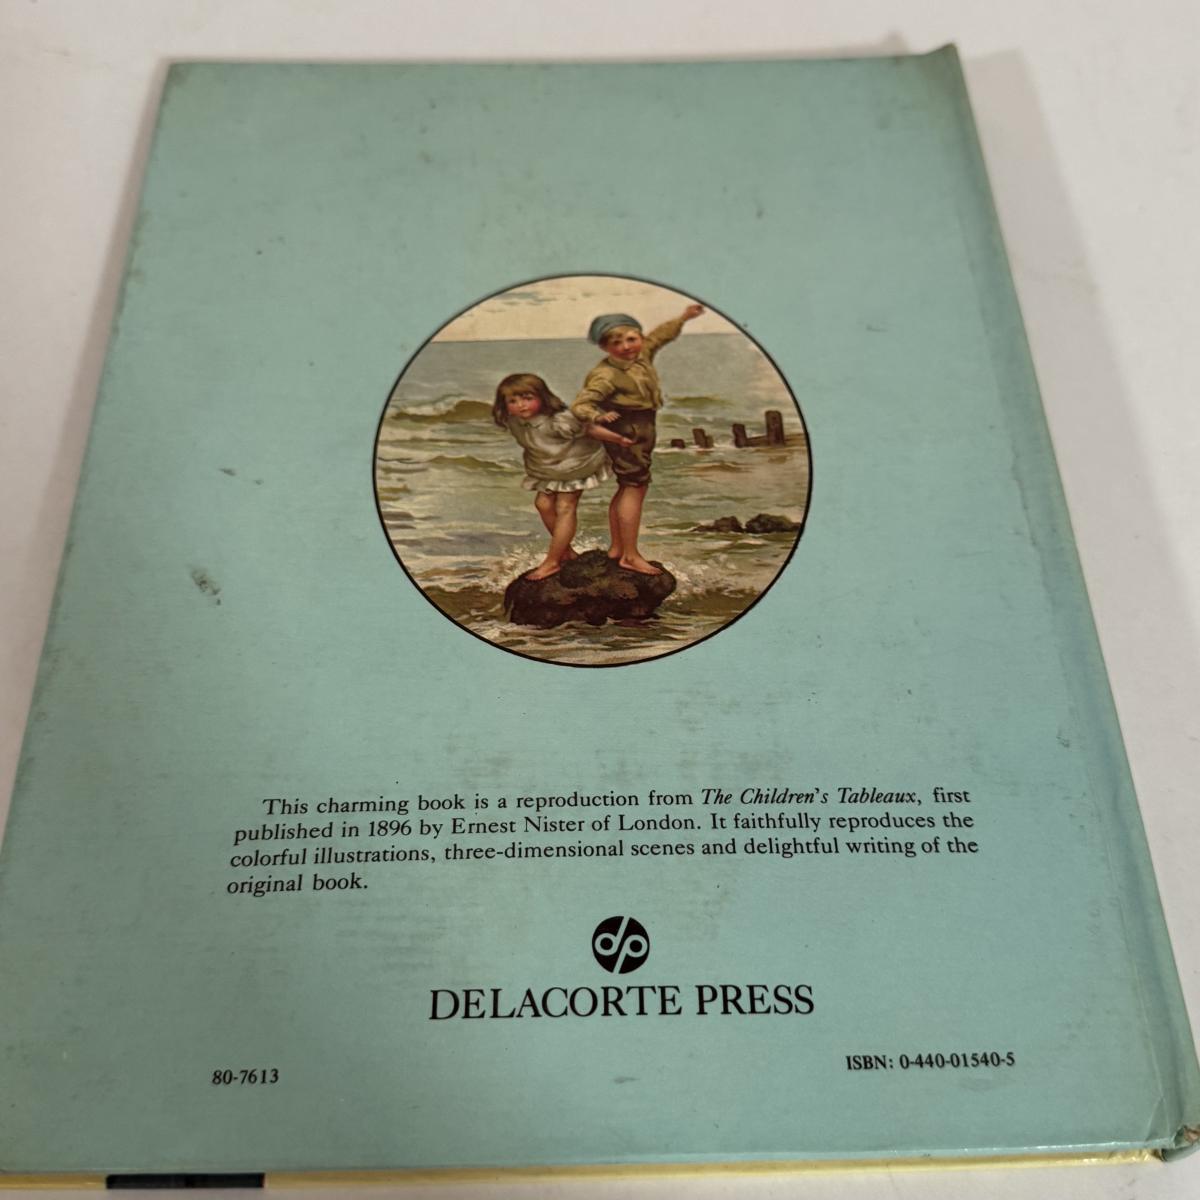 This charming book is a reproduction from The Children's Tableaux, first
published in 1896 by Ernest Nister of London. It faithfully reproduces the
colorful illustrations, three-dimensional scenes and delightful writing of the
original book.
dp
DELACORTE PRESS
80-7613
ISBN: 0-440-01540-5